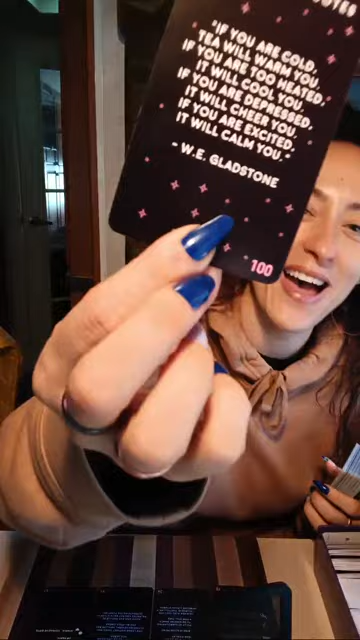 "IF YOU ARE COLD,
TEA WILL WARM YOU.
IF YOU ARE TOO HEATED,
IT WILL COOL YOU.
IF YOU ARE DEPRESSED,
IT WILL CHEER YOU.
IF YOU ARE EXCITED,
IT WILL CALM YOU."
- W.E. GLADSTONE
100